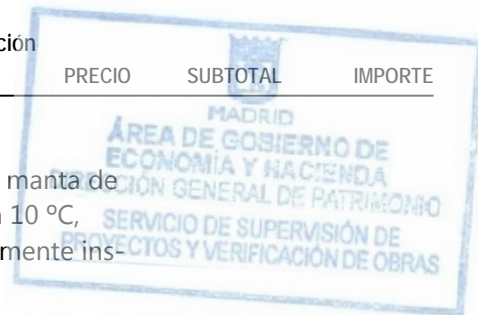 ción
PRECIO SUBTOTAL IMPORTE
MADRID
ÁREA DE GOBIERNO DE
ECONOMÍA Y HACIENDA
manta de
DIRECCIÓN GENERAL DE PATRIMONIO
10 ºC,
SERVICIO DE SUPERVISIÓN DE
PROYECTOS Y VERIFICACIÓN DE OBRAS
mente ins-